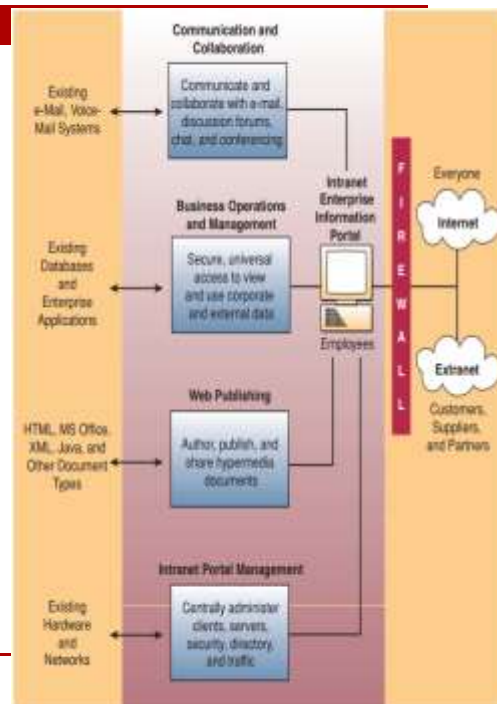 Communication and
Collaboration
Existing
e-Mail, Voice-
Mail Systems
Communicate and
collaborate with e-mail,
discussion forums,
chat, and conferencing
Business Operations
and Management
Existing
Databases
and
Enterprise
Applications
Secure, universal
access to view
and use corporate
and external data
Intranet
Enterprise
Information
Portal
Employees
FIREWALL
Everyone
Internet
Extranet
Customers,
Suppliers,
and Partners
Web Publishing
HTML, MS Office,
XML, Java, and
Other Document
Types
Author, publish, and
share hypermedia
documents
Intranet Portal Management
Existing
Hardware
and
Networks
Centrally administer
clients, servers,
security, directory,
and traffic